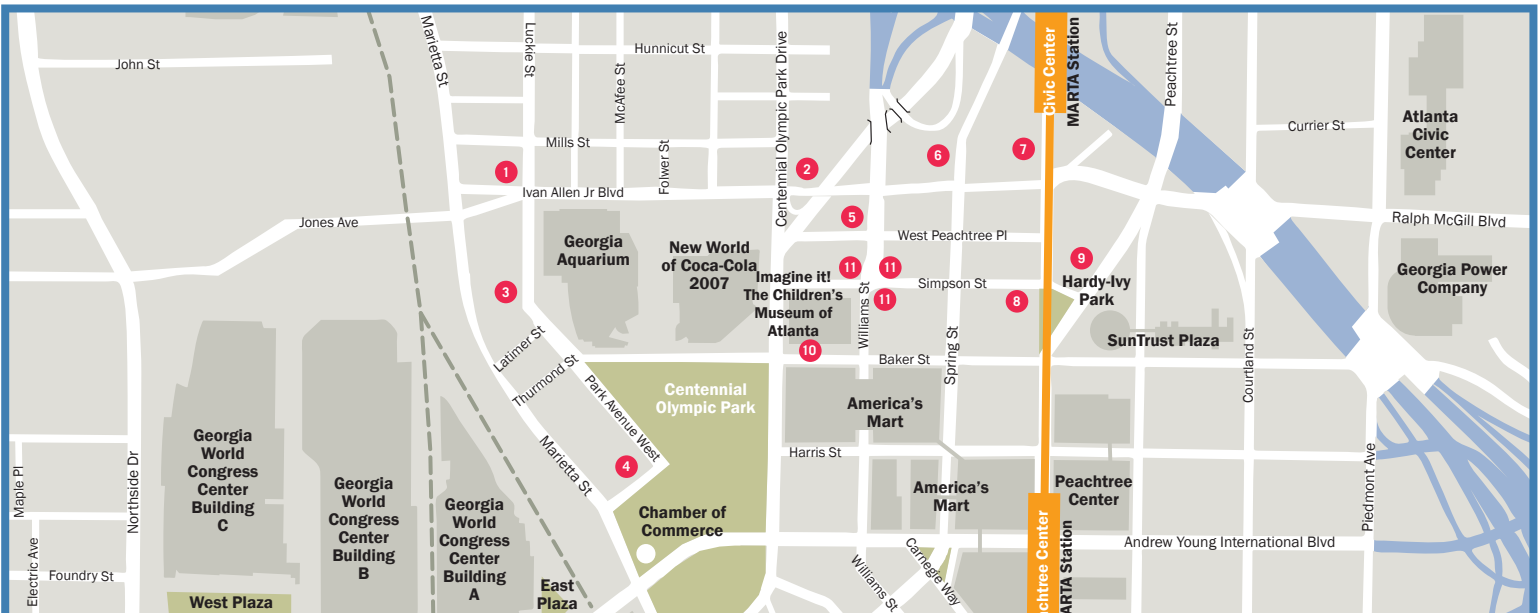 Marietta St
Luckie St
Hunnicut St
Centennial Olympic Park Drive
Civic Center
MARTA Station
Peachtree St
John St
McAfee St
Currier St
Atlanta
Civic
Center
Mills St
Folwer St
1
2
6
7
Ivan Allen Jr Blvd
Jones Ave
5
Ralph McGill Blvd
West Peachtree Pl
Georgia
Aquarium
New World
of Coca-Cola
2007
Imagine it!
The Children's
Museum of
Atlanta
11
11
11
9
Hardy-Ivy
Park
Georgia Power
Company
Simpson St
3
8
Williams St
SunTrust Plaza
Latimer St
Thurmond St
10
Baker St
Spring St
Courtland St
Park Avenue West
Centennial
Olympic Park
America's
Mart
Marietta St
4
Harris St
Georgia
World
Congress
Center
Building
C
Maple Pl
Northside Dr
Georgia
World
Congress
Center
Building
B
Georgia
World
Congress
Center
Building
A
America's
Mart
Peachtree
Center
Piedmont Ave
Chamber of
Commerce
Andrew Young International Blvd
achtree Center
ARTA Station
Electric Ave
Foundry St
West Plaza
East
Plaza
Williams St
Carnegie Way